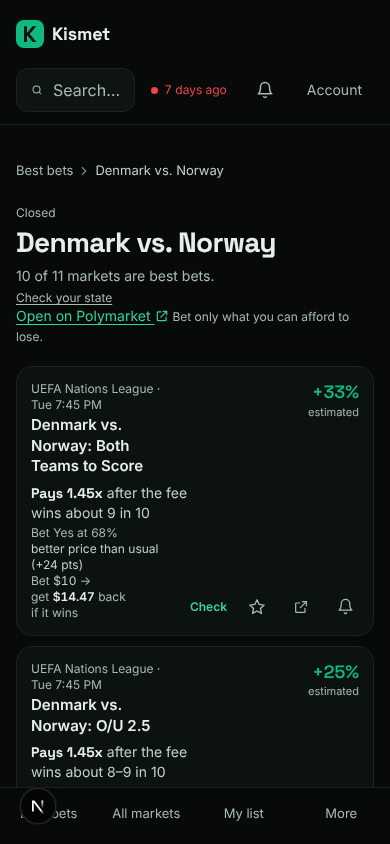 Kismet
Search...
7 days ago
Account
Best bets
Denmark vs. Norway
Closed
Denmark vs. Norway
10 of 11 markets are best bets.
Check your state
Open on Polymarket Bet only what you can afford to
lose.
UEFA Nations League ·
Tue 7:45 PM
+33%
estimated
Denmark vs.
Norway: Both
Teams to Score
Pays 1.45x after the fee
wins about 9 in 10
Bet Yes at 68%
better price than usual
(+24 pts)
Bet $10 →
get $14.47 back
if it wins
Check
UEFA Nations League ·
Tue 7:45 PM
+25%
estimated
Denmark vs.
Norway: O/U 2.5
Pays 1.45x after the fee
wins about 8–9 in 10
N
bets
All markets
My list
More